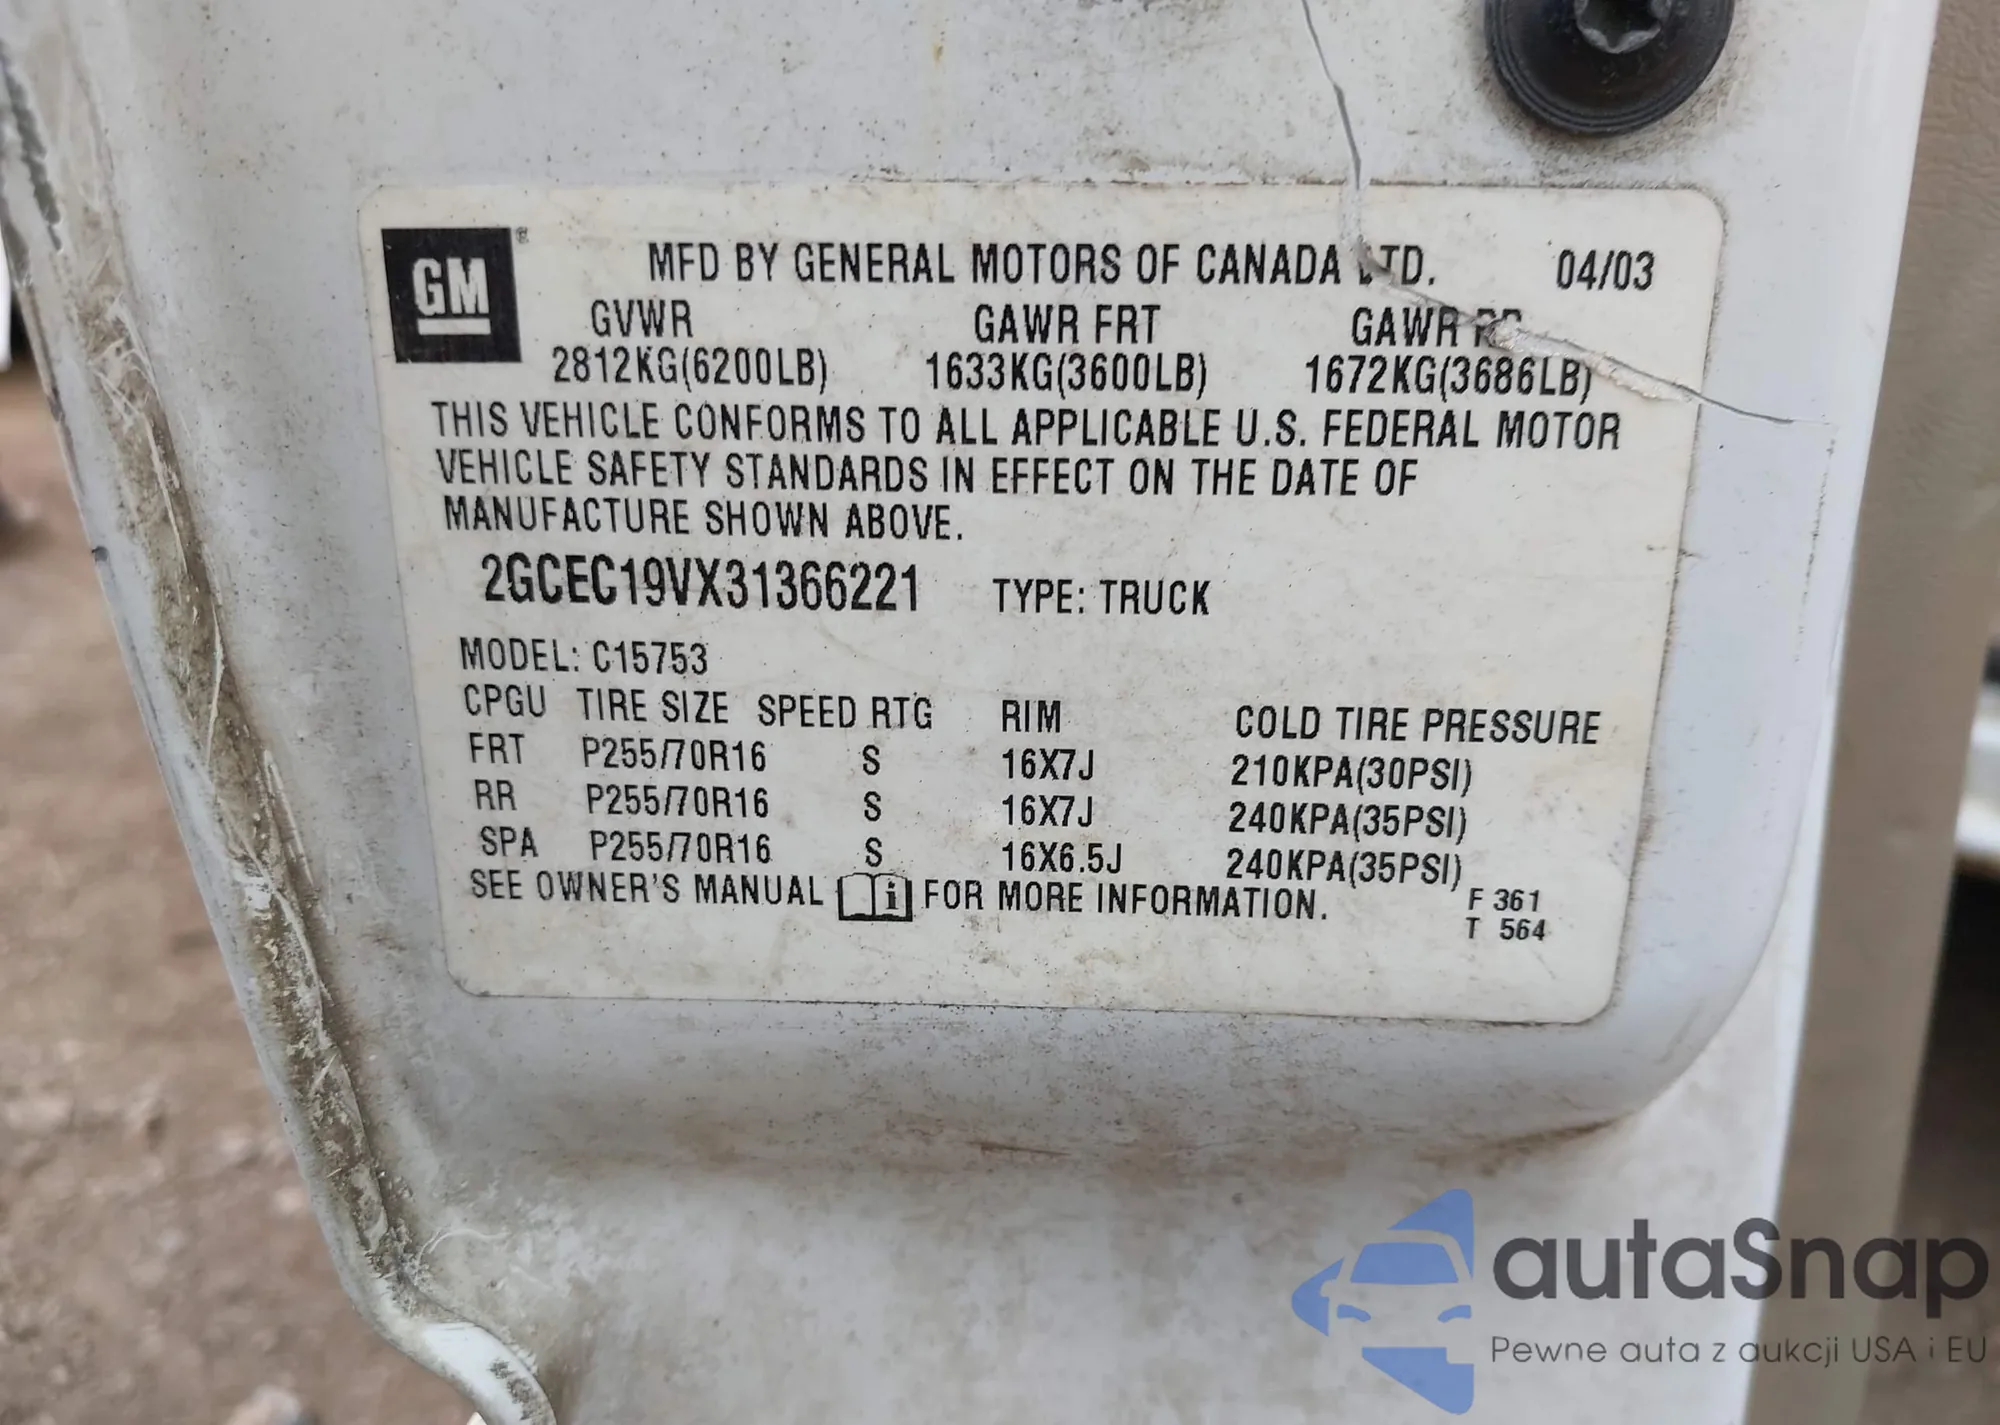 GM ®
MFD BY GENERAL MOTORS OF CANADA LTD. 04/03
GVWR GAWR FRT GAWR RR
2812KG(6200LB) 1633KG(3600LB) 1672KG(3686LB)
THIS VEHICLE CONFORMS TO ALL APPLICABLE U.S. FEDERAL MOTOR
VEHICLE SAFETY STANDARDS IN EFFECT ON THE DATE OF
MANUFACTURE SHOWN ABOVE.
2GCEC19VX31366221 TYPE: TRUCK
MODEL: C15753
CPGU TIRE SIZE SPEED RTG RIM COLD TIRE PRESSURE
FRT P255/70R16 S 16X7J 210KPA(30PSI)
RR P255/70R16 S 16X7J 240KPA(35PSI)
SPA P255/70R16 S 16X6.5J 240KPA(35PSI)
SEE OWNER'S MANUAL i FOR MORE INFORMATION.
F 361
T 564
autaSnap
Pewne auta z aukcji USA i EU